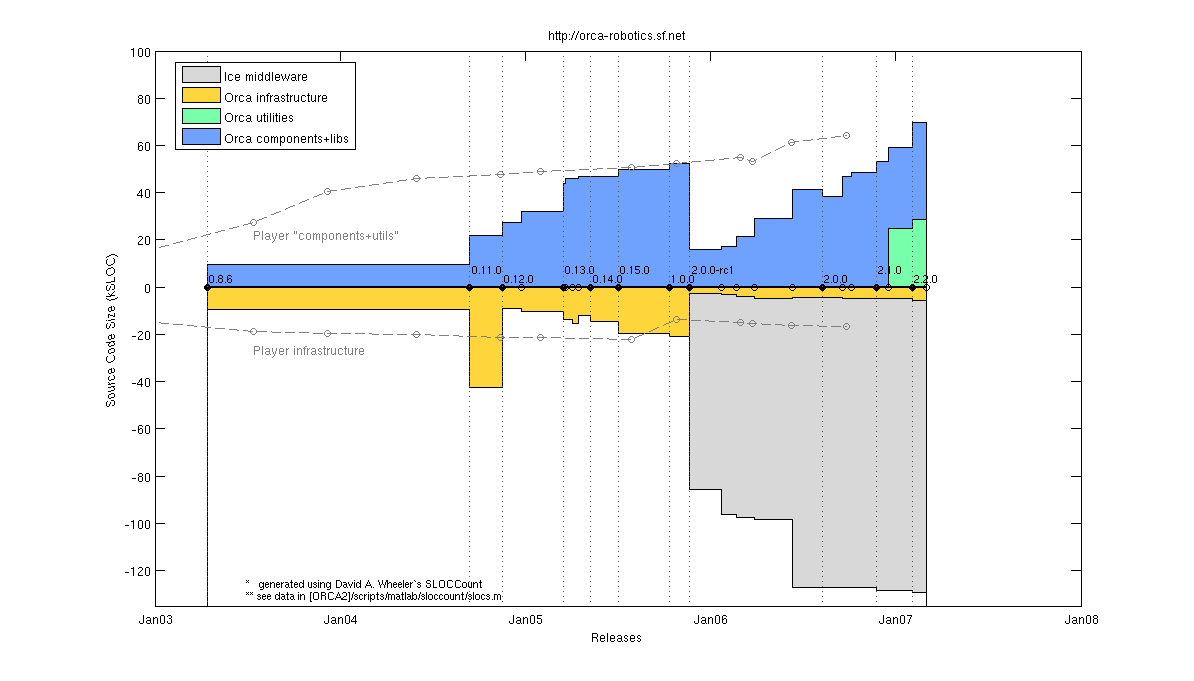 http://orca-robotics.sf.net
100
80
60
40
20
0
-20
-40
-60
-80
-100
-120
Source Code Size (kSLOC)
Ice middleware
Orca infrastructure
Orca utilities
Orca components+libs
Player "components+utils"
0.8.6
0.11.0
0.12.0
0.13.0
0.14.0
0.15.0
1.0.0
2.0.0-rc1
2.0.0
2.1.0
2.2.0
Player infrastructure
* generated using David A. Wheeler`s SLOCCount
** see data in [ORCA2]/scripts/matlab/sloccount/slocs.m
Jan03
Jan04
Jan05
Jan06
Jan07
Jan08
Releases